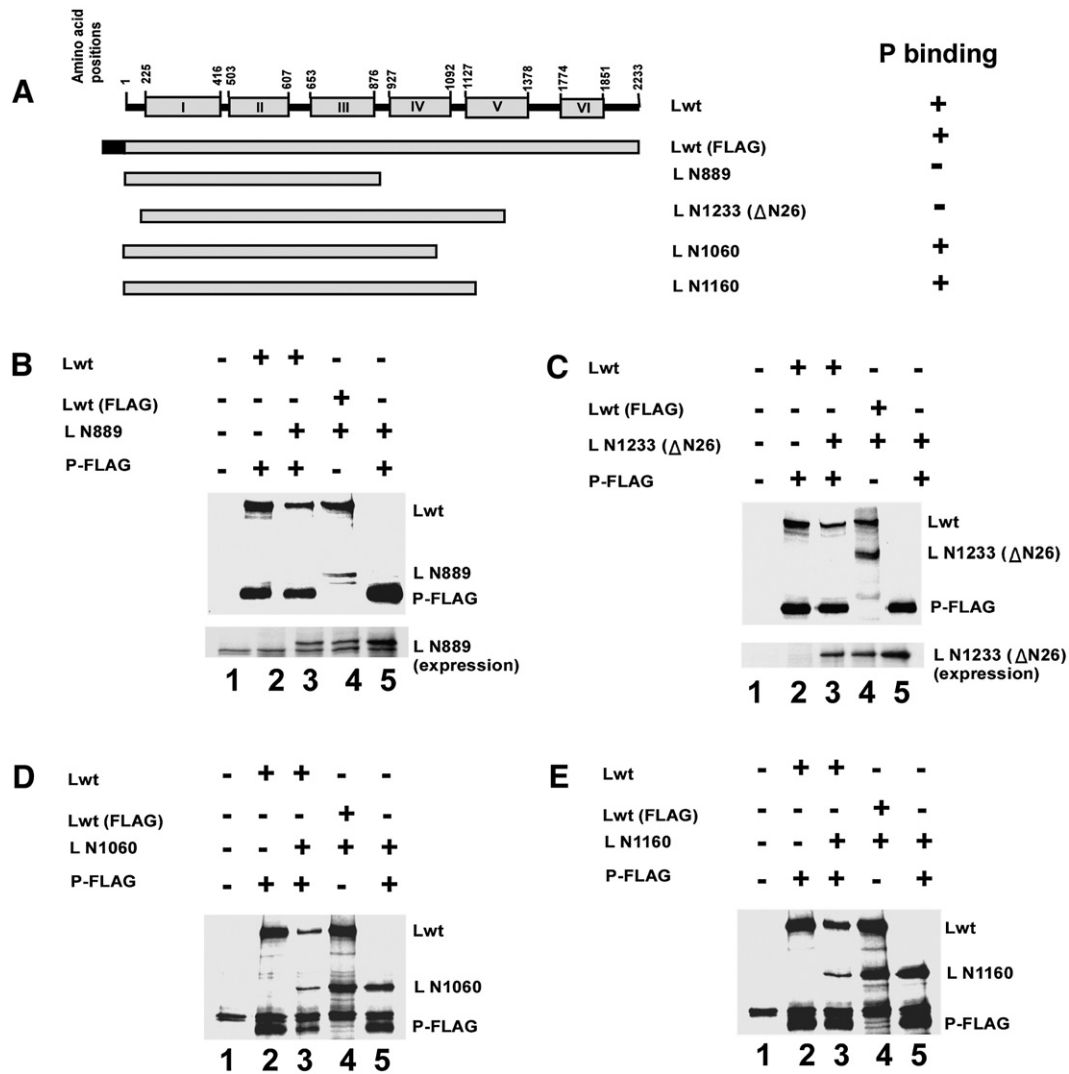 Amino acid
positions
1 225 416 503 607 653 876 927 1092 1127 1378 1774 1851 2233
P binding
A
I II III IV V VI
Lwt +
Lwt (FLAG) +
L N889 -
L N1233 (△N26) -
L N1060 +
L N1160 +
B
Lwt - + + - -
Lwt (FLAG) - - - + -
L N889 - - + + +
P-FLAG - + + - +
Lwt
L N889
P-FLAG
L N889
(expression)
1 2 3 4 5
C
Lwt - + + - -
Lwt (FLAG) - - - + -
L N1233 (△N26) - - + + +
P-FLAG - + + - +
Lwt
L N1233 (△N26)
P-FLAG
L N1233 (△N26)
(expression)
1 2 3 4 5
D
Lwt - + + - -
Lwt (FLAG) - - - + -
L N1060 - - + + +
P-FLAG - + + - +
Lwt
L N1060
P-FLAG
1 2 3 4 5
E
Lwt - + + - -
Lwt (FLAG) - - - + -
L N1160 - - + + +
P-FLAG - + + - +
Lwt
L N1160
P-FLAG
1 2 3 4 5